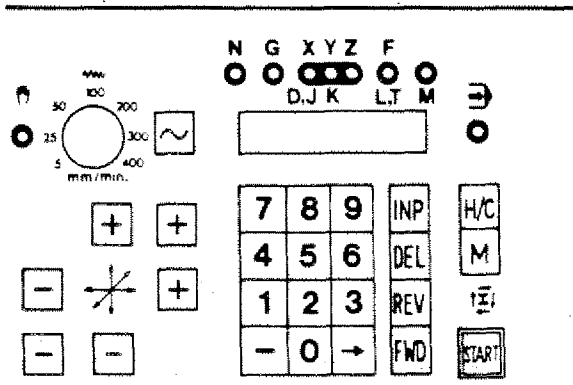 N G X Y Z F
D.J K L.T M
100
50 200
25 300
5 400
mm/min.
+ +
- +
- -
7 8 9 INP H/C
4 5 6 DEL M
1 2 3 REV
- 0 → FWD START